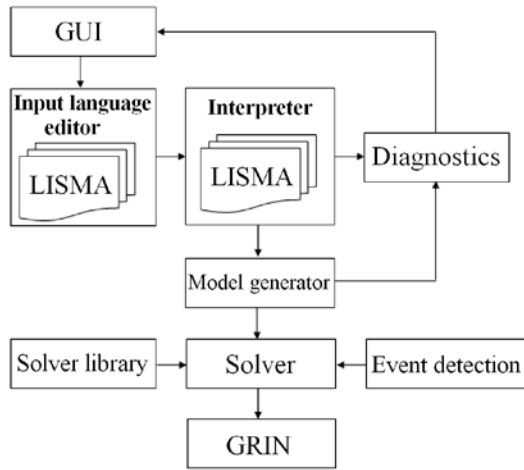 GUI
Input language
editor
LISMA
Interpreter
LISMA
Diagnostics
Model generator
Solver library
Solver
Event detection
GRIN